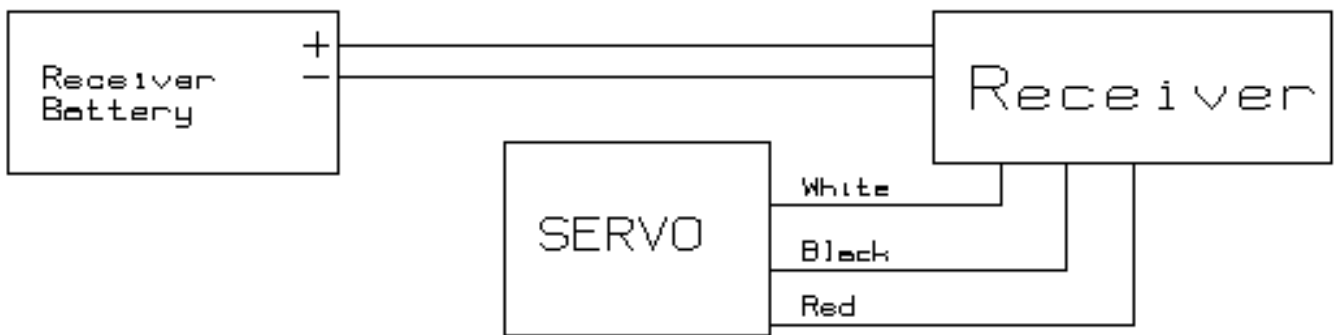 +
Receiver
−
Battery
Receiver
SERVO
White
Black
Red